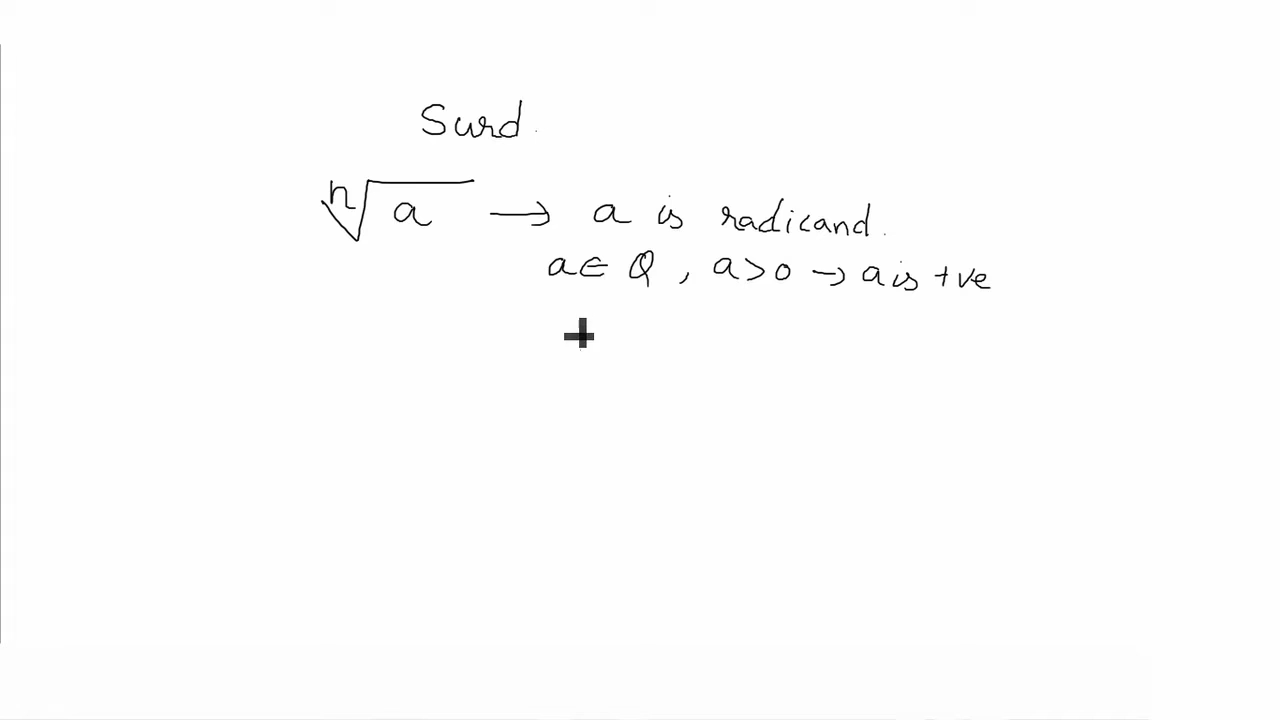 Surd.
ⁿ√a → a is radicand.
a ∈ Q, a > 0 → a is +ve